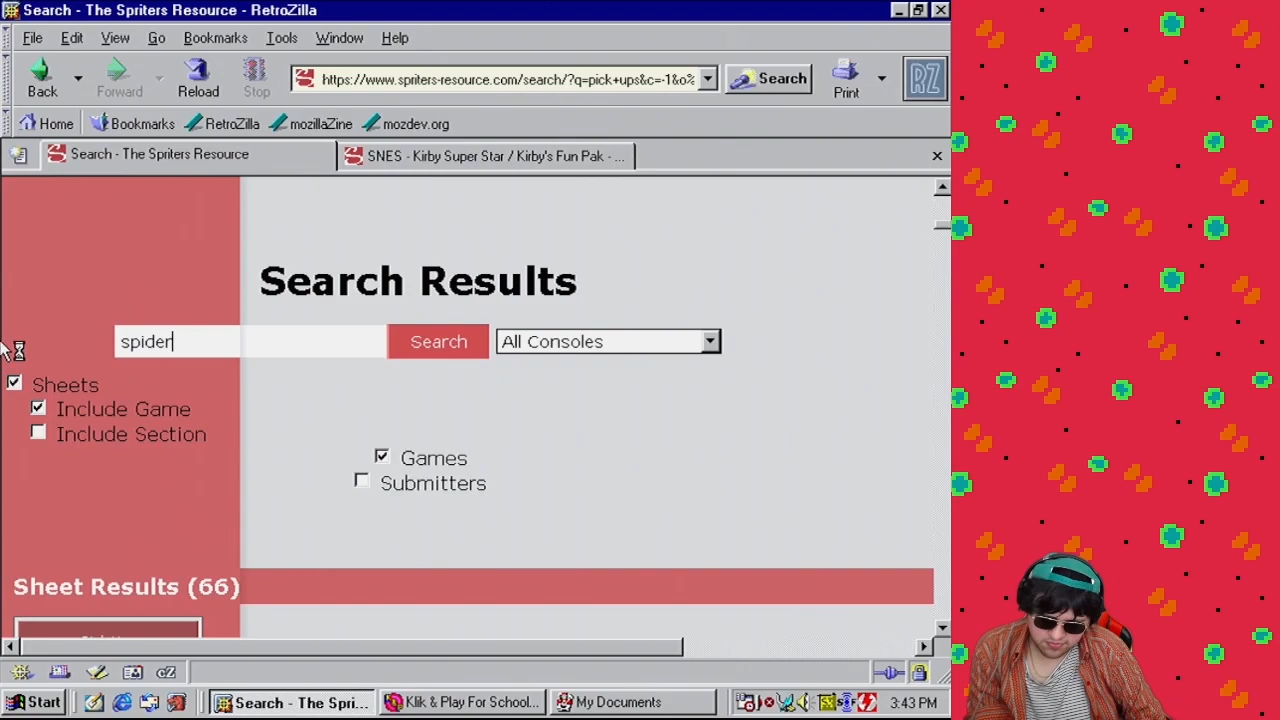 Search - The Spriters Resource - RetroZilla
File Edit View Go Bookmarks Tools Window Help
Back Forward Reload Stop https://www.spriters-resource.com/search/?q=pick+ups&c=-1&o% Search Print RZ
Home Bookmarks RetroZilla mozillaZine mozdev.org
Search - The Spriters Resource SNES - Kirby Super Star / Kirby's Fun Pak - ...
Search Results
spider Search All Consoles
Sheets
Include Game
Include Section
Games
Submitters
Sheet Results (66)
Start Search - The Spri... Klik & Play For School... My Documents 3:43 PM